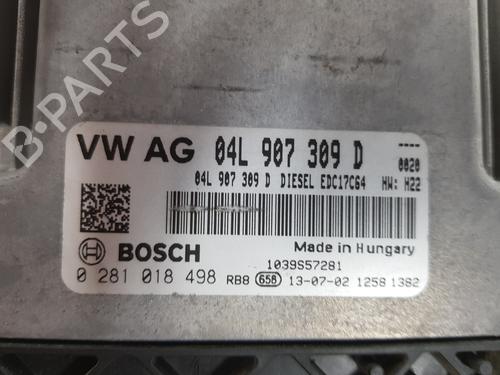 VW AG 04L 907 309 D
0020
04L 907 309 D DIESEL EDC17C64 HW: H22
BOSCH
Made in Hungary
1039S57281
0 281 018 498 RB8 658 13-07-02 1258 1382
B-PARTS